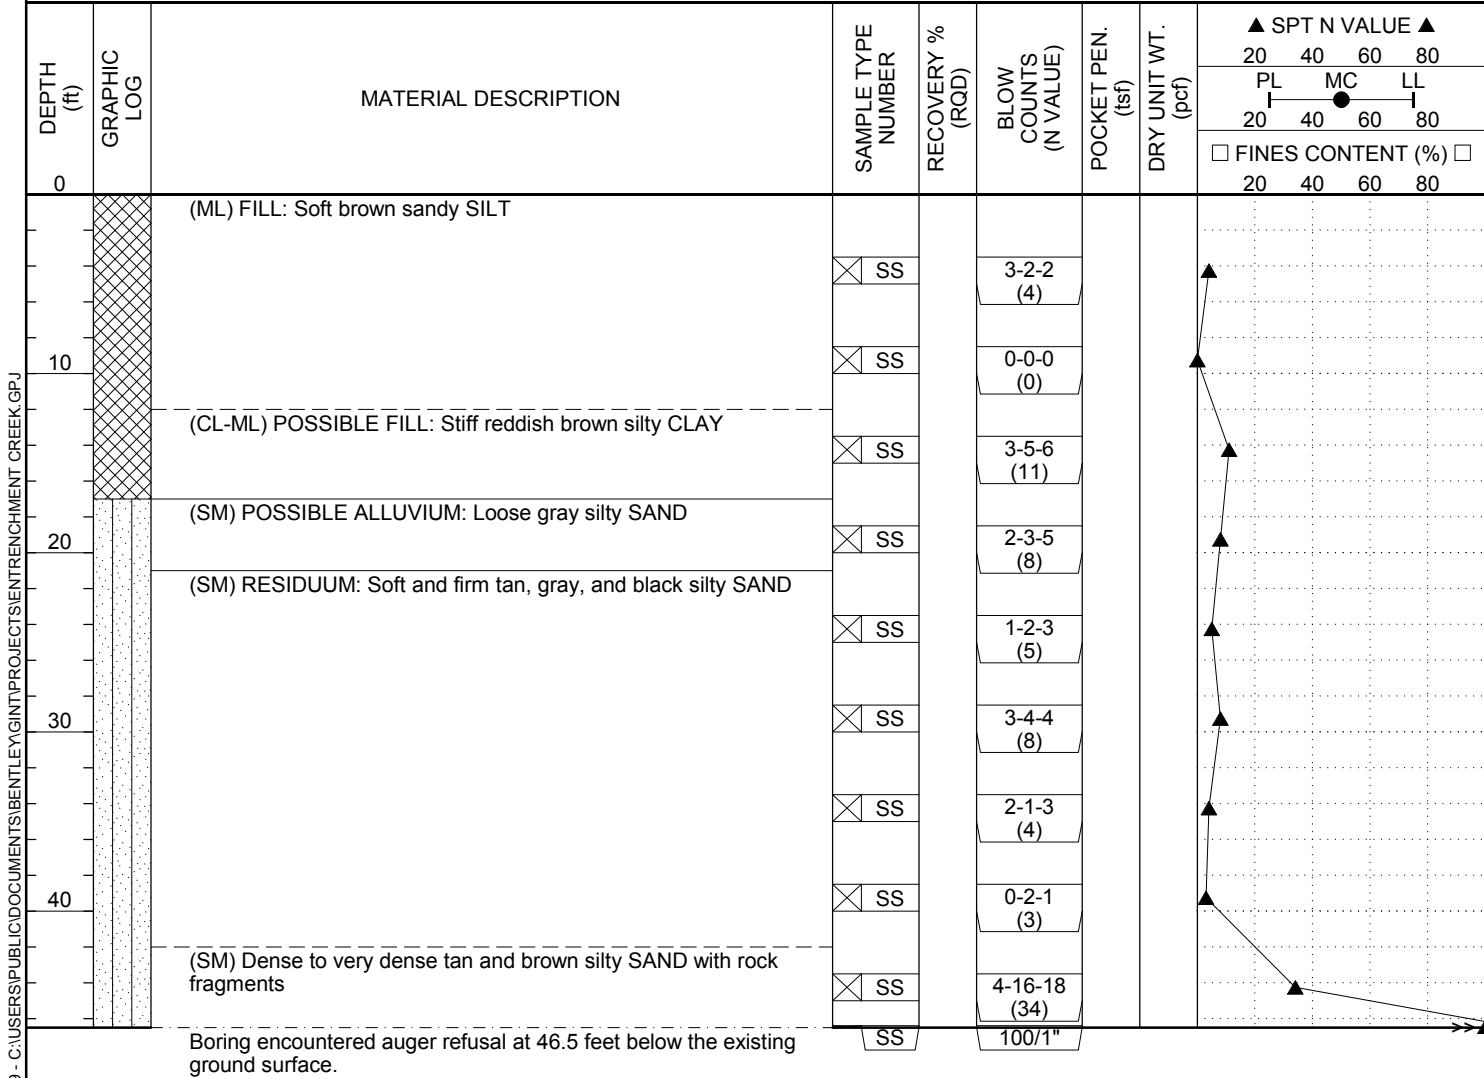 DEPTH
(ft)
GRAPHIC
LOG
MATERIAL DESCRIPTION
SAMPLE TYPE
NUMBER
RECOVERY %
(RQD)
BLOW
COUNTS
(N VALUE)
POCKET PEN.
(tsf)
DRY UNIT WT.
(pcf)
▲ SPT N VALUE ▲
20 40 60 80
PL MC LL
20 40 60 80
□ FINES CONTENT (%) □
20 40 60 80
0
(ML) FILL: Soft brown sandy SILT
SS 3-2-2
(4)
10 SS 0-0-0
(0)
(CL-ML) POSSIBLE FILL: Stiff reddish brown silty CLAY
SS 3-5-6
(11)
(SM) POSSIBLE ALLUVIUM: Loose gray silty SAND
20 SS 2-3-5
(8)
(SM) RESIDUUM: Soft and firm tan, gray, and black silty SAND
SS 1-2-3
(5)
30 SS 3-4-4
(8)
SS 2-1-3
(4)
40 SS 0-2-1
(3)
(SM) Dense to very dense tan and brown silty SAND with rock
fragments
SS 4-16-18
(34)
>>
SS 100/1"
Boring encountered auger refusal at 46.5 feet below the existing
ground surface.
- C:\USERS\PUBLIC\DOCUMENTS\BENTLEY\GINT\PROJECTS\ENTRENCHMENT CREEK.GPJ